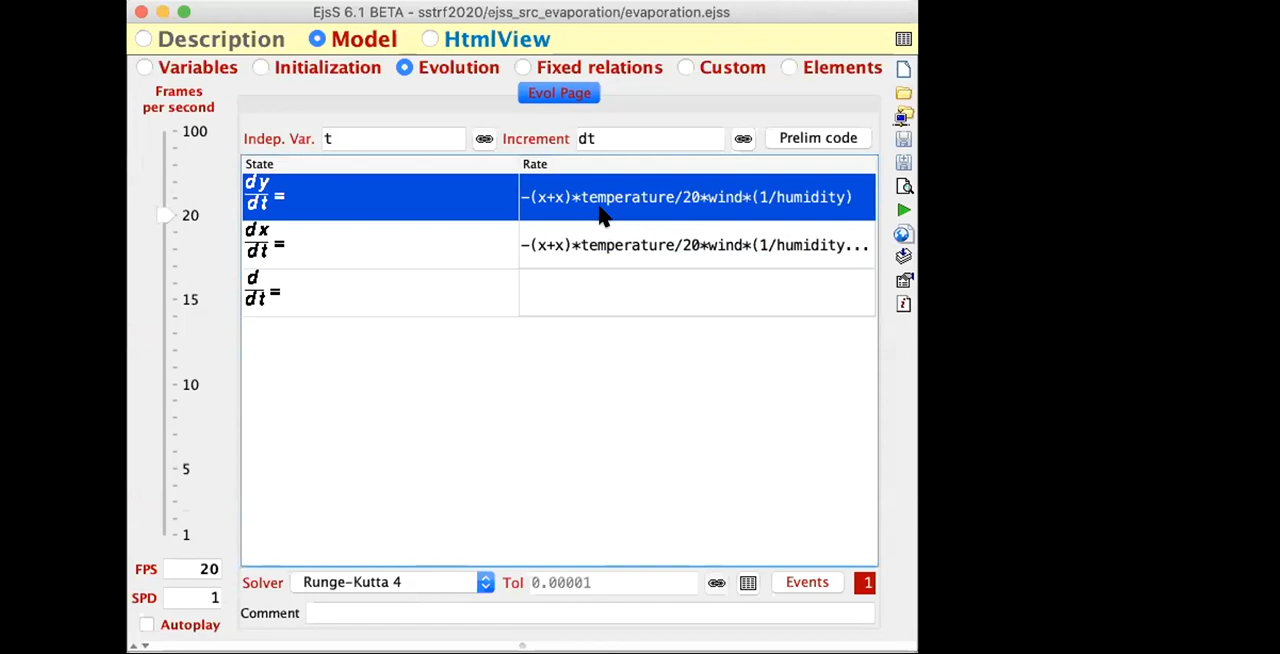 EjsS 6.1 BETA - sstrf2020/ejss_src_evaporation/evaporation.ejss
Description Model HtmlView
Variables Initialization Evolution Fixed relations Custom Elements
Frames
per second
Evol Page
100
20
15
10
5
1
Indep. Var. t Increment dt Prelim code
State Rate
dy/dt = -(x+x)*temperature/20*wind*(1/humidity)
dx/dt = -(x+x)*temperature/20*wind*(1/humidity...
d/dt =
FPS 20
SPD 1
Autoplay
Solver Runge-Kutta 4 Tol 0.00001 Events 1
Comment